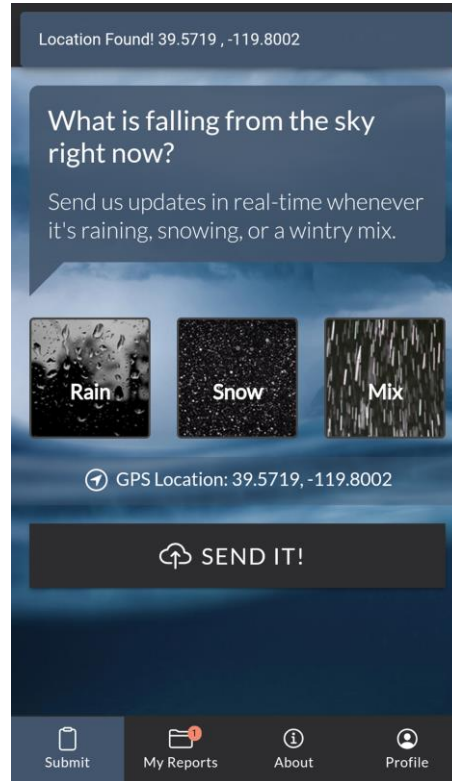 Location Found! 39.5719 , -119.8002
What is falling from the sky
right now?
Send us updates in real-time whenever
it's raining, snowing, or a wintry mix.
Rain
Snow
Mix
GPS Location: 39.5719, -119.8002
SEND IT!
1
Submit
My Reports
About
Profile